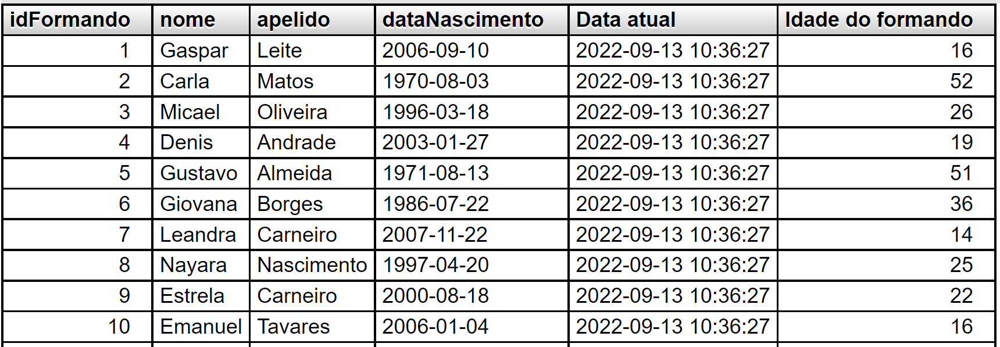 idFormando nome apelido dataNascimento Data atual Idade do formando
1 Gaspar Leite 2006-09-10 2022-09-13 10:36:27 16
2 Carla Matos 1970-08-03 2022-09-13 10:36:27 52
3 Micael Oliveira 1996-03-18 2022-09-13 10:36:27 26
4 Denis Andrade 2003-01-27 2022-09-13 10:36:27 19
5 Gustavo Almeida 1971-08-13 2022-09-13 10:36:27 51
6 Giovana Borges 1986-07-22 2022-09-13 10:36:27 36
7 Leandra Carneiro 2007-11-22 2022-09-13 10:36:27 14
8 Nayara Nascimento 1997-04-20 2022-09-13 10:36:27 25
9 Estrela Carneiro 2000-08-18 2022-09-13 10:36:27 22
10 Emanuel Tavares 2006-01-04 2022-09-13 10:36:27 16